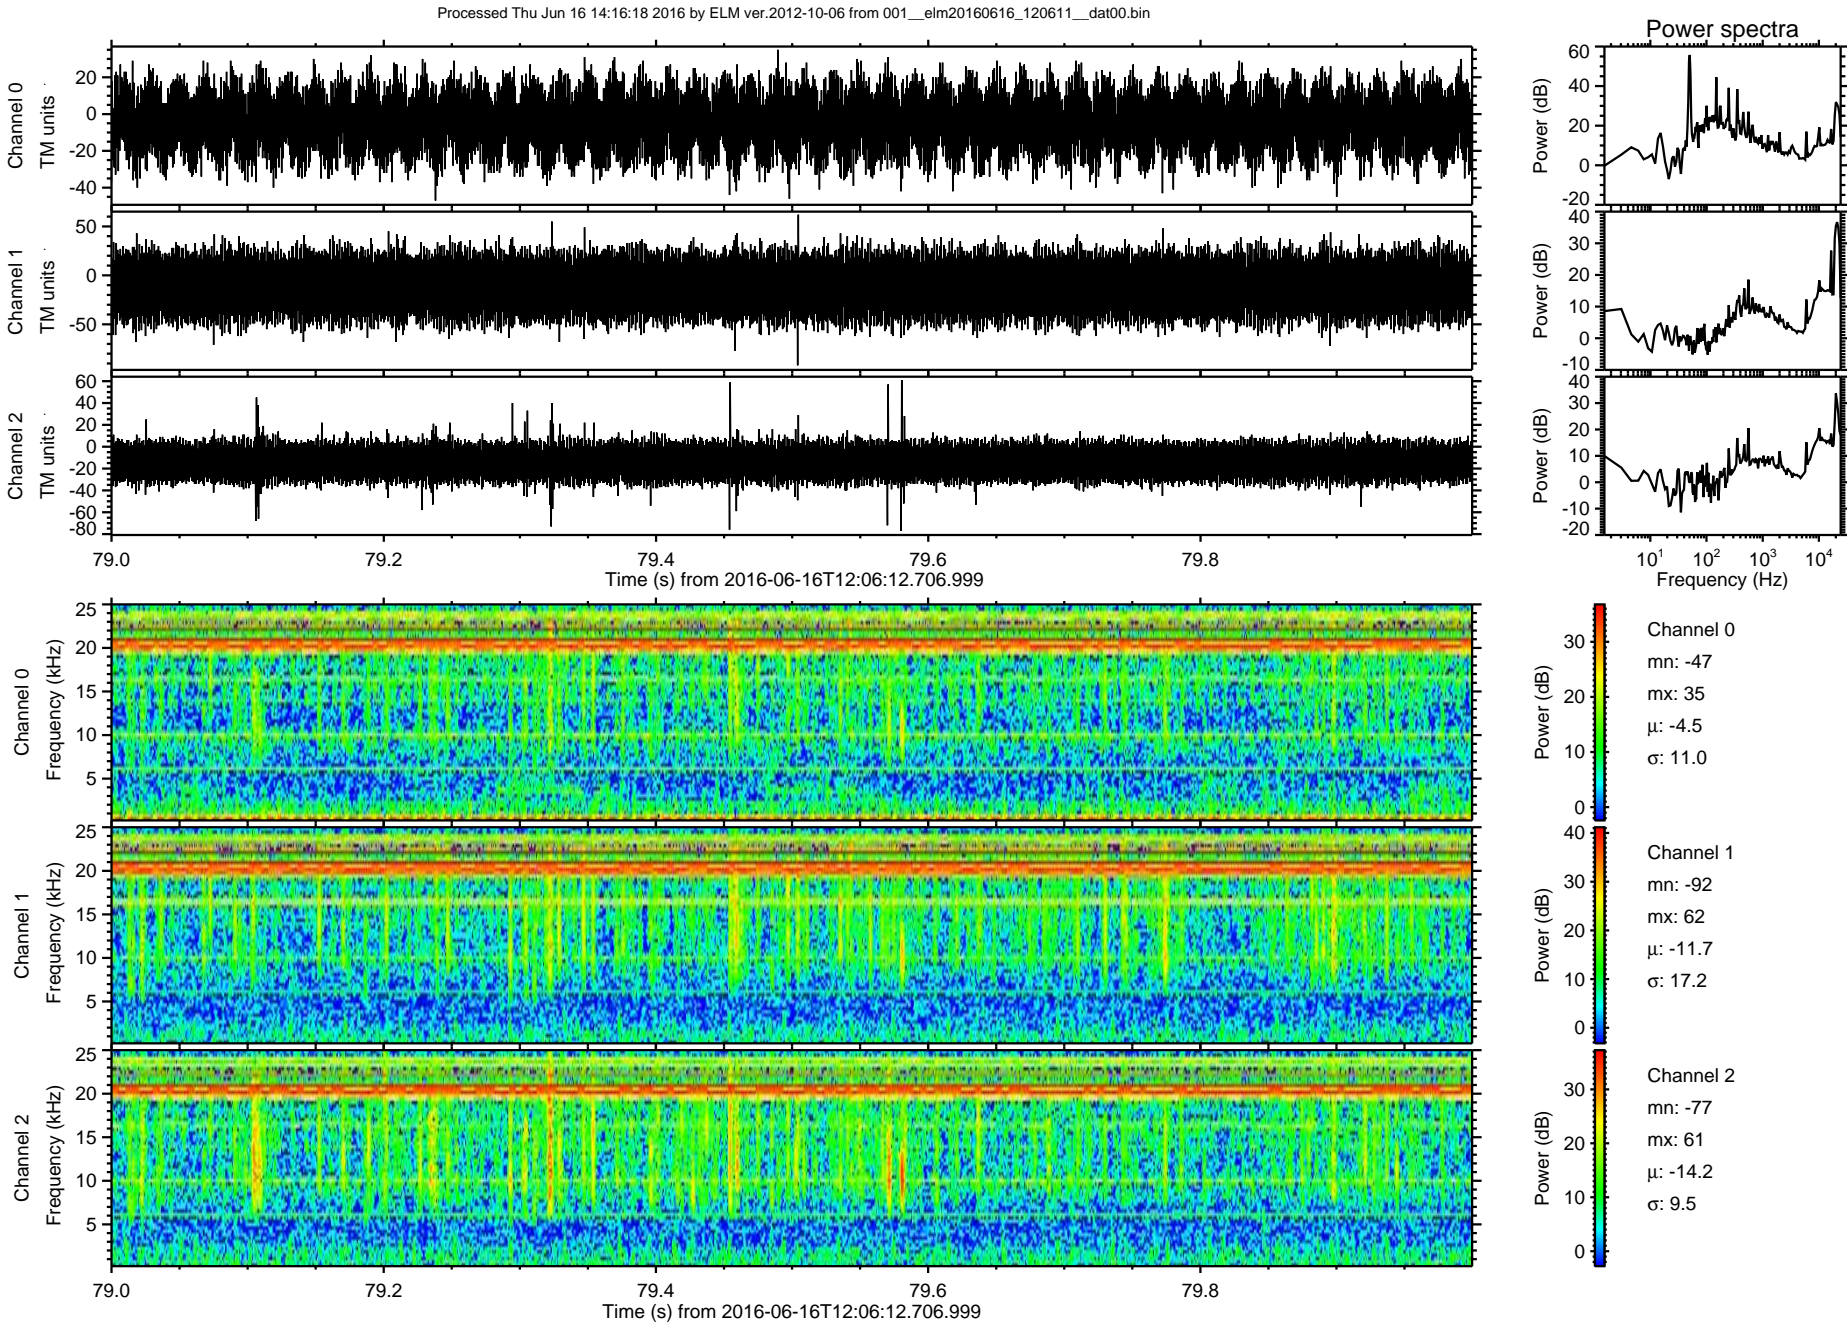 Processed Thu Jun 16 14:16:18 2016 by ELM ver.2012-10-06 from 001__elm20160616_120611__dat00.bin
Power spectra
Channel 0
TM units
20
0
-20
-40
Power (dB)
60
40
20
0
-20
Channel 1
TM units
50
0
-50
Power (dB)
40
30
20
10
0
-10
Channel 2
TM units
60
40
20
0
-20
-40
-60
-80
Power (dB)
40
30
20
10
0
-10
-20
79.0 79.2 79.4 79.6 79.8
Time (s) from 2016-06-16T12:06:12.706.999
10^1 10^2 10^3 10^4
Frequency (Hz)
Channel 0
Frequency (kHz)
25
20
15
10
5
Power (dB)
30
20
10
0
Channel 0
mn: -47
mx: 35
μ: -4.5
σ: 11.0
Channel 1
Frequency (kHz)
25
20
15
10
5
Power (dB)
40
30
20
10
0
Channel 1
mn: -92
mx: 62
μ: -11.7
σ: 17.2
Channel 2
Frequency (kHz)
25
20
15
10
5
Power (dB)
30
20
10
0
Channel 2
mn: -77
mx: 61
μ: -14.2
σ: 9.5
79.0 79.2 79.4 79.6 79.8
Time (s) from 2016-06-16T12:06:12.706.999